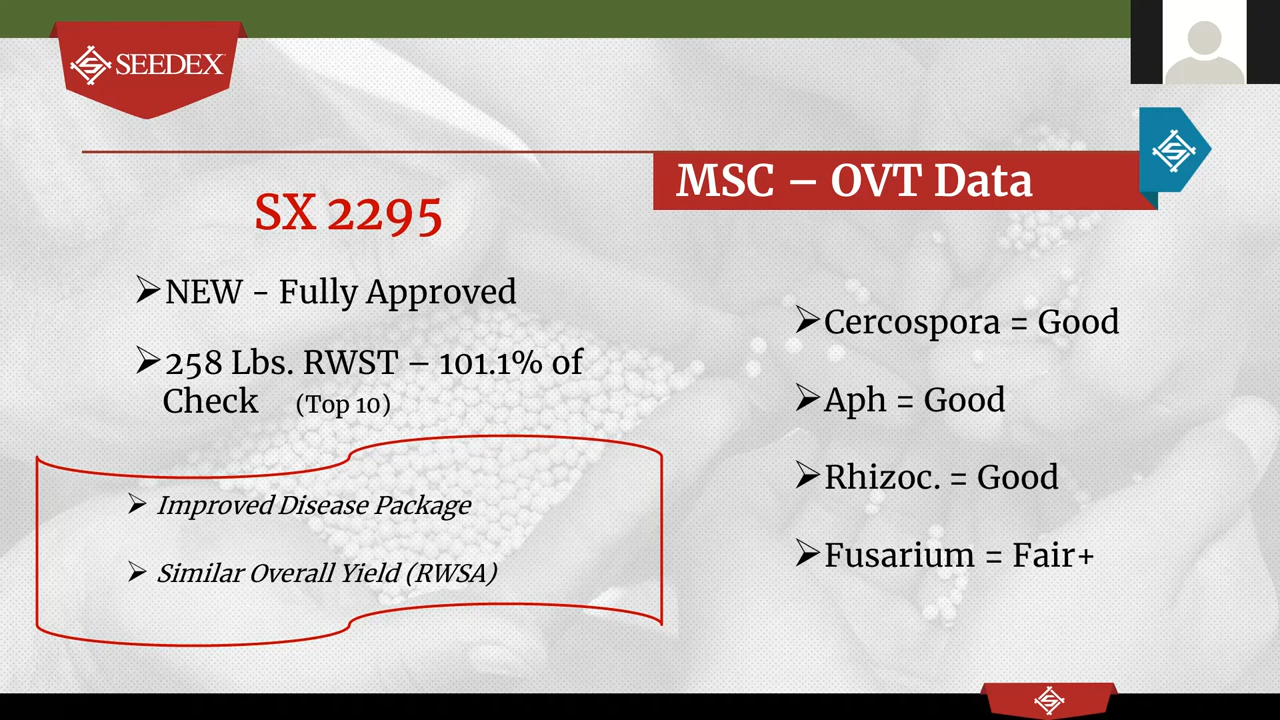 SEEDEX
MSC – OVT Data
SX 2295
➢NEW - Fully Approved
➢258 Lbs. RWST – 101.1% of
Check (Top 10)
➢ Improved Disease Package
➢ Similar Overall Yield (RWSA)
➢Cercospora = Good
➢Aph = Good
➢Rhizoc. = Good
➢Fusarium = Fair+